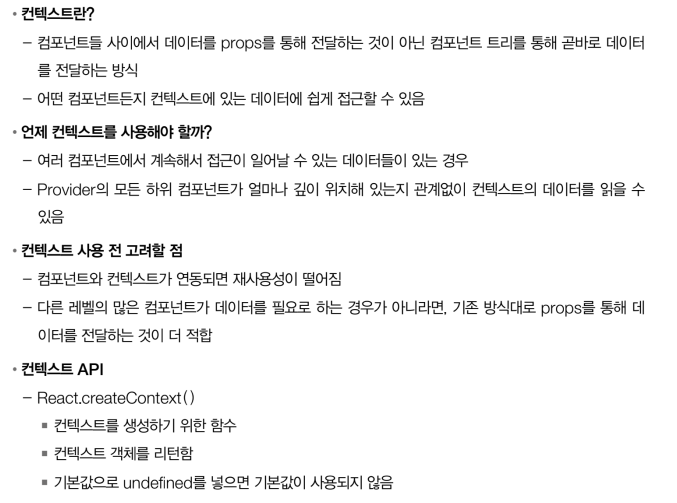 • 컨텍스트란?
– 컴포넌트들 사이에서 데이터를 props를 통해 전달하는 것이 아닌 컴포넌트 트리를 통해 곧바로 데이터
를 전달하는 방식
– 어떤 컴포넌트든지 컨텍스트에 있는 데이터에 쉽게 접근할 수 있음
• 언제 컨텍스트를 사용해야 할까?
– 여러 컴포넌트에서 계속해서 접근이 일어날 수 있는 데이터들이 있는 경우
– Provider의 모든 하위 컴포넌트가 얼마나 깊이 위치해 있는지 관계없이 컨텍스트의 데이터를 읽을 수
있음
• 컨텍스트 사용 전 고려할 점
– 컴포넌트와 컨텍스트가 연동되면 재사용성이 떨어짐
– 다른 레벨의 많은 컴포넌트가 데이터를 필요로 하는 경우가 아니라면, 기존 방식대로 props를 통해 데
이터를 전달하는 것이 더 적합
• 컨텍스트 API
– React.createContext()
▪ 컨텍스트를 생성하기 위한 함수
▪ 컨텍스트 객체를 리턴함
▪ 기본값으로 undefined를 넣으면 기본값이 사용되지 않음